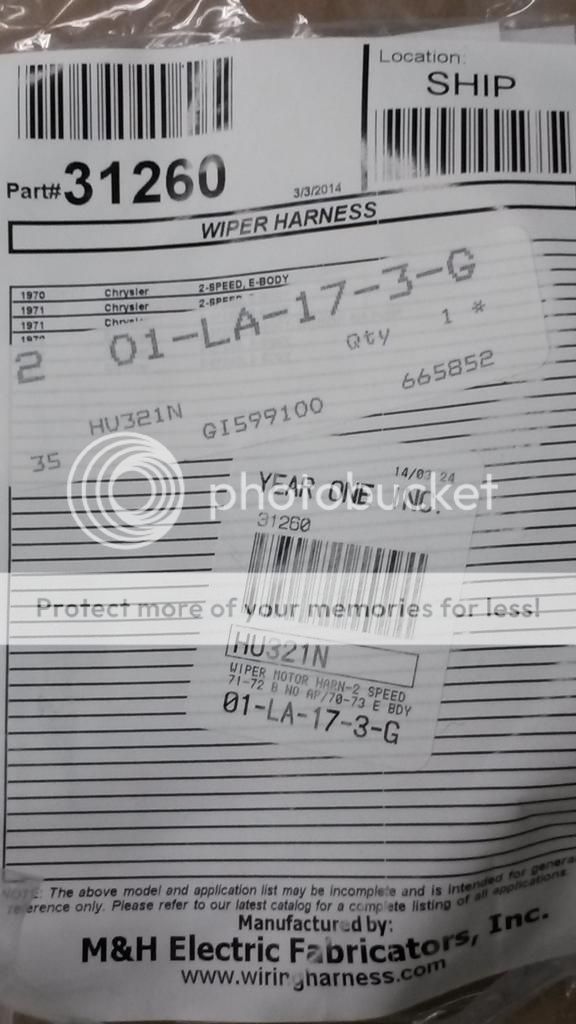 Location:
SHIP
Part# 31260
3/3/2014
WIPER HARNESS
1970 Chrysler 2-SPEED, E-BODY
1971 Chrysler
1971
2 01-LA-17-3-G
Qty 1 *
HU321N GI599100 665852
35
14/03 24
YEAR ONE INC.
31260
photobucket
Protect more of your memories for less!
HU321N
WIPER MOTOR HARN-2 SPEED
71-72 B NO AP/70-73 E BDY
01-LA-17-3-G
NOTE: The above model and application list may be incomplete and is intended for general
reference only. Please refer to our latest catalog for a complete listing of all applications.
Manufactured by:
M&H Electric Fabricators, Inc.
www.wiringharness.com